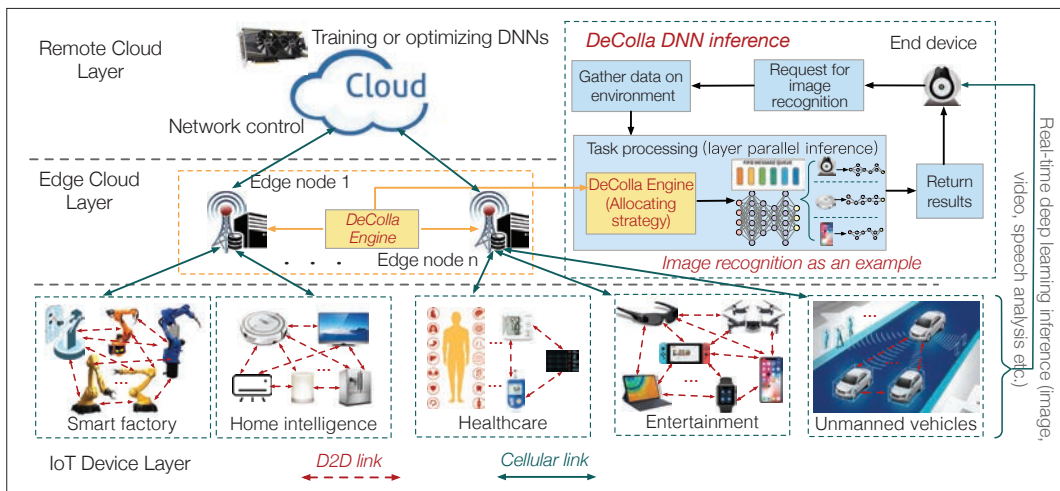 Remote Cloud
Layer
Training or optimizing DNNs
Cloud
Network control
DeColla DNN inference
End device
Gather data on
environment
Request for
image
recognition
Task processing (layer parallel inference)
FIFO MESSAGE QUEUE
DeColla Engine
(Allocating
strategy)
Return
results
Image recognition as an example
Edge Cloud
Layer
Edge node 1
DeColla
Engine
Edge node n
. . .
Real-time deep learning inference (image,
video, speech analysis etc.)
...
...
...
...
...
Smart factory
Home intelligence
Healthcare
Entertainment
Unmanned vehicles
IoT Device Layer
D2D link
Cellular link